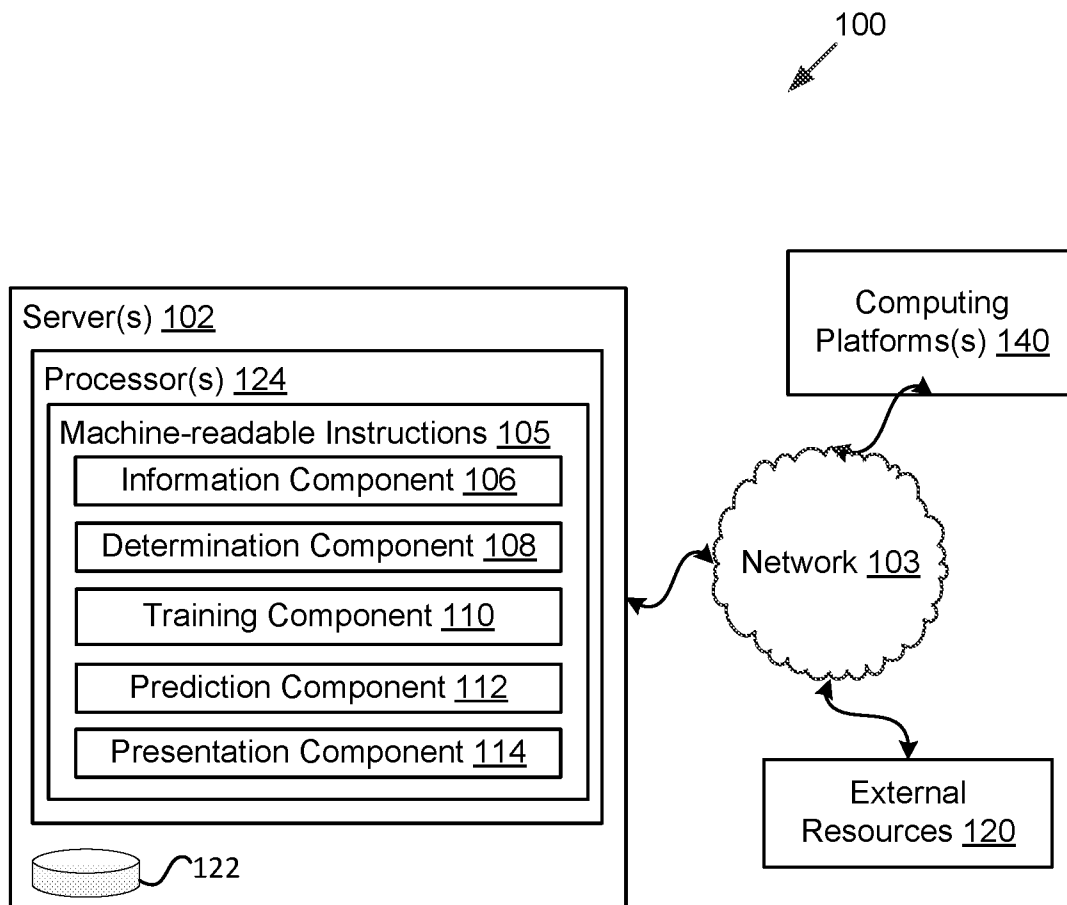 100
Server(s) 102
Processor(s) 124
Machine-readable Instructions 105
Information Component 106
Determination Component 108
Training Component 110
Prediction Component 112
Presentation Component 114
122
Computing
Platforms(s) 140
Network 103
External
Resources 120